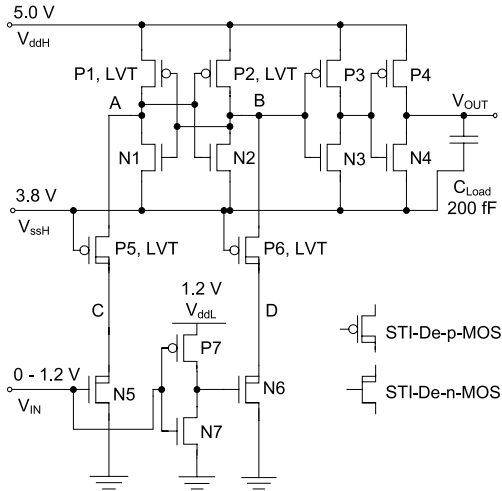 5.0 V
VddH
P1, LVT
P2, LVT
P3
P4
A
B
VOUT
N1
N2
N3
N4
CLoad
200 fF
3.8 V
VssH
P5, LVT
P6, LVT
C
1.2 V
VddL
D
P7
STI-De-p-MOS
0 - 1.2 V
VIN
N5
N6
STI-De-n-MOS
N7